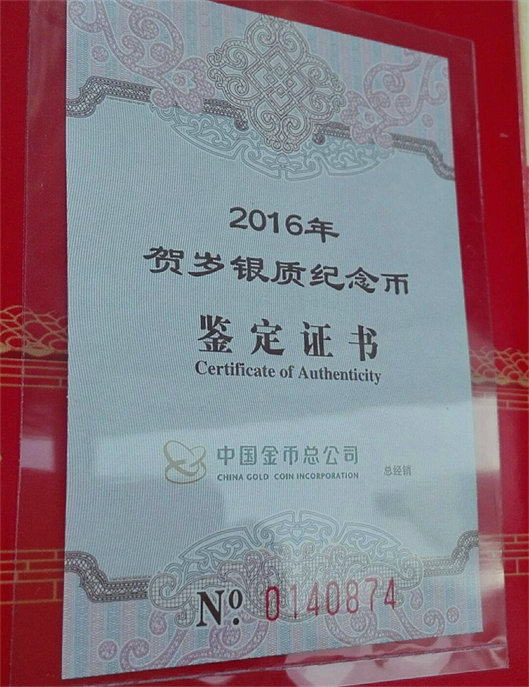 2016年
贺岁银质纪念币
鉴定证书
Certificate of Authenticity
中国金币总公司 总经销
CHINA GOLD COIN INCORPORATION
Nº. 0140874